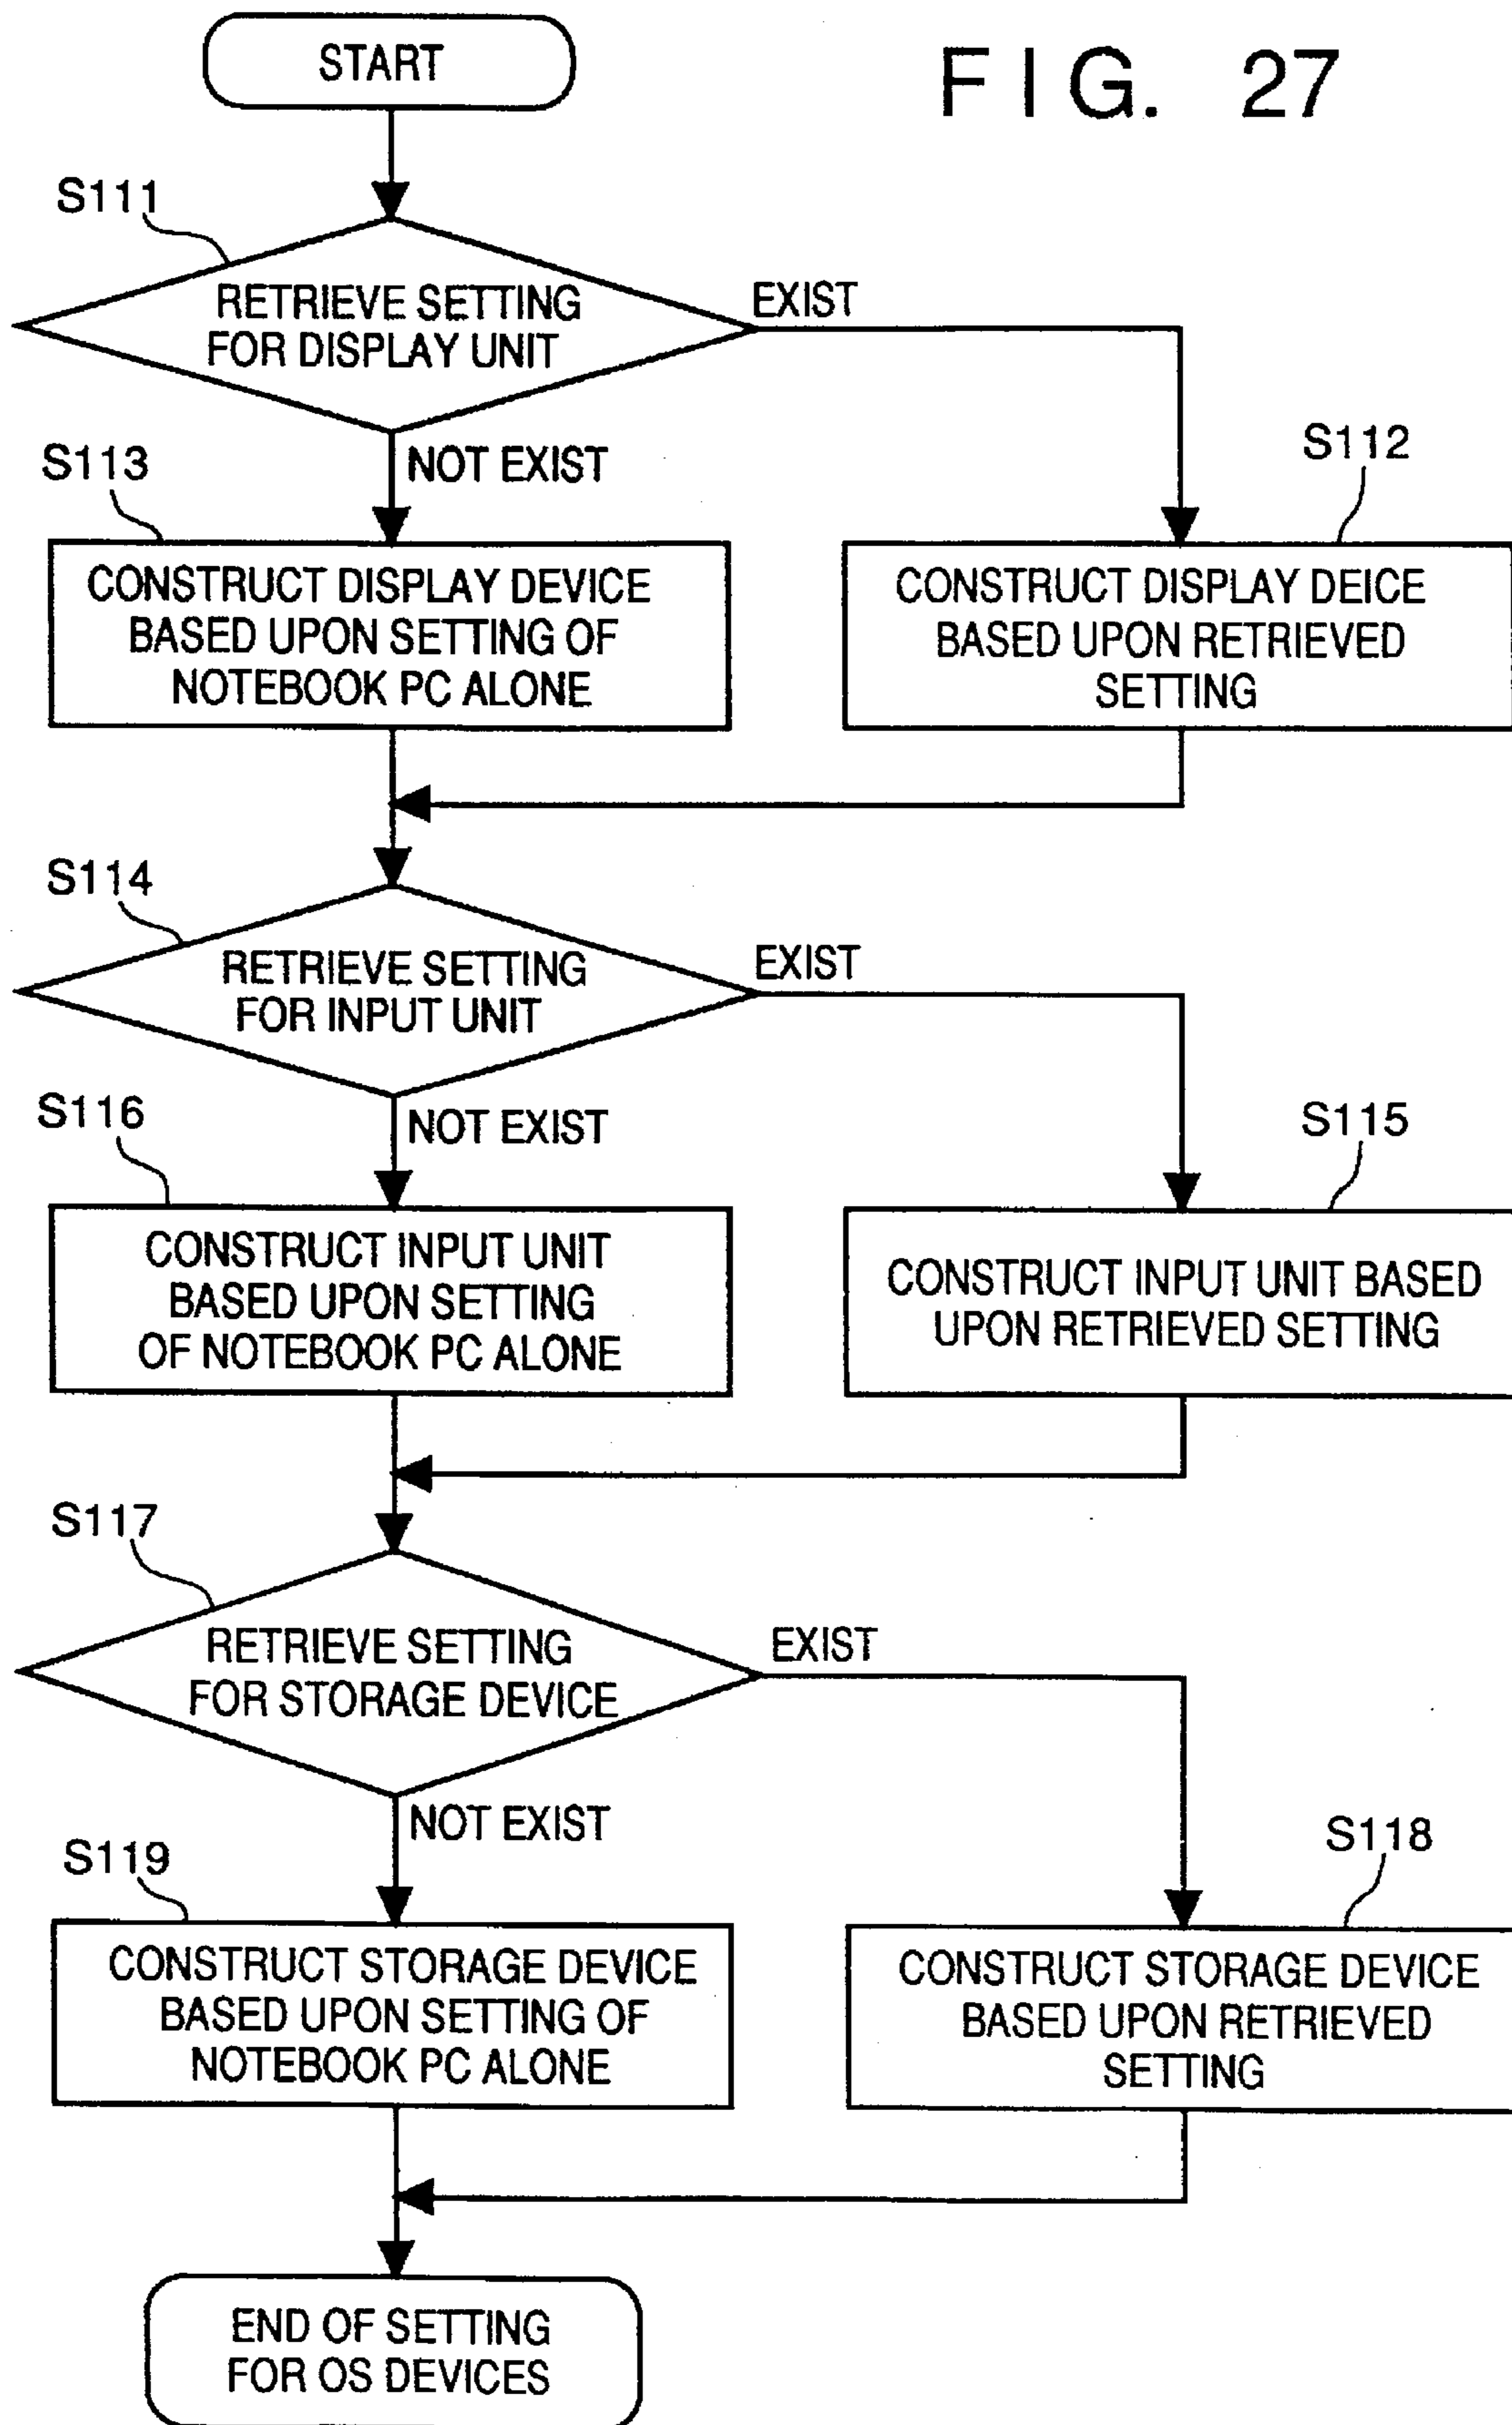 FIG. 27
START
S111
RETRIEVE SETTING
FOR DISPLAY UNIT
EXIST
NOT EXIST
S113
CONSTRUCT DISPLAY DEVICE
BASED UPON SETTING OF
NOTEBOOK PC ALONE
S112
CONSTRUCT DISPLAY DEICE
BASED UPON RETRIEVED
SETTING
S114
RETRIEVE SETTING
FOR INPUT UNIT
EXIST
NOT EXIST
S116
CONSTRUCT INPUT UNIT
BASED UPON SETTING
OF NOTEBOOK PC ALONE
S115
CONSTRUCT INPUT UNIT BASED
UPON RETRIEVED SETTING
S117
RETRIEVE SETTING
FOR STORAGE DEVICE
EXIST
NOT EXIST
S119
CONSTRUCT STORAGE DEVICE
BASED UPON SETTING OF
NOTEBOOK PC ALONE
S118
CONSTRUCT STORAGE DEVICE
BASED UPON RETRIEVED
SETTING
END OF SETTING
FOR OS DEVICES